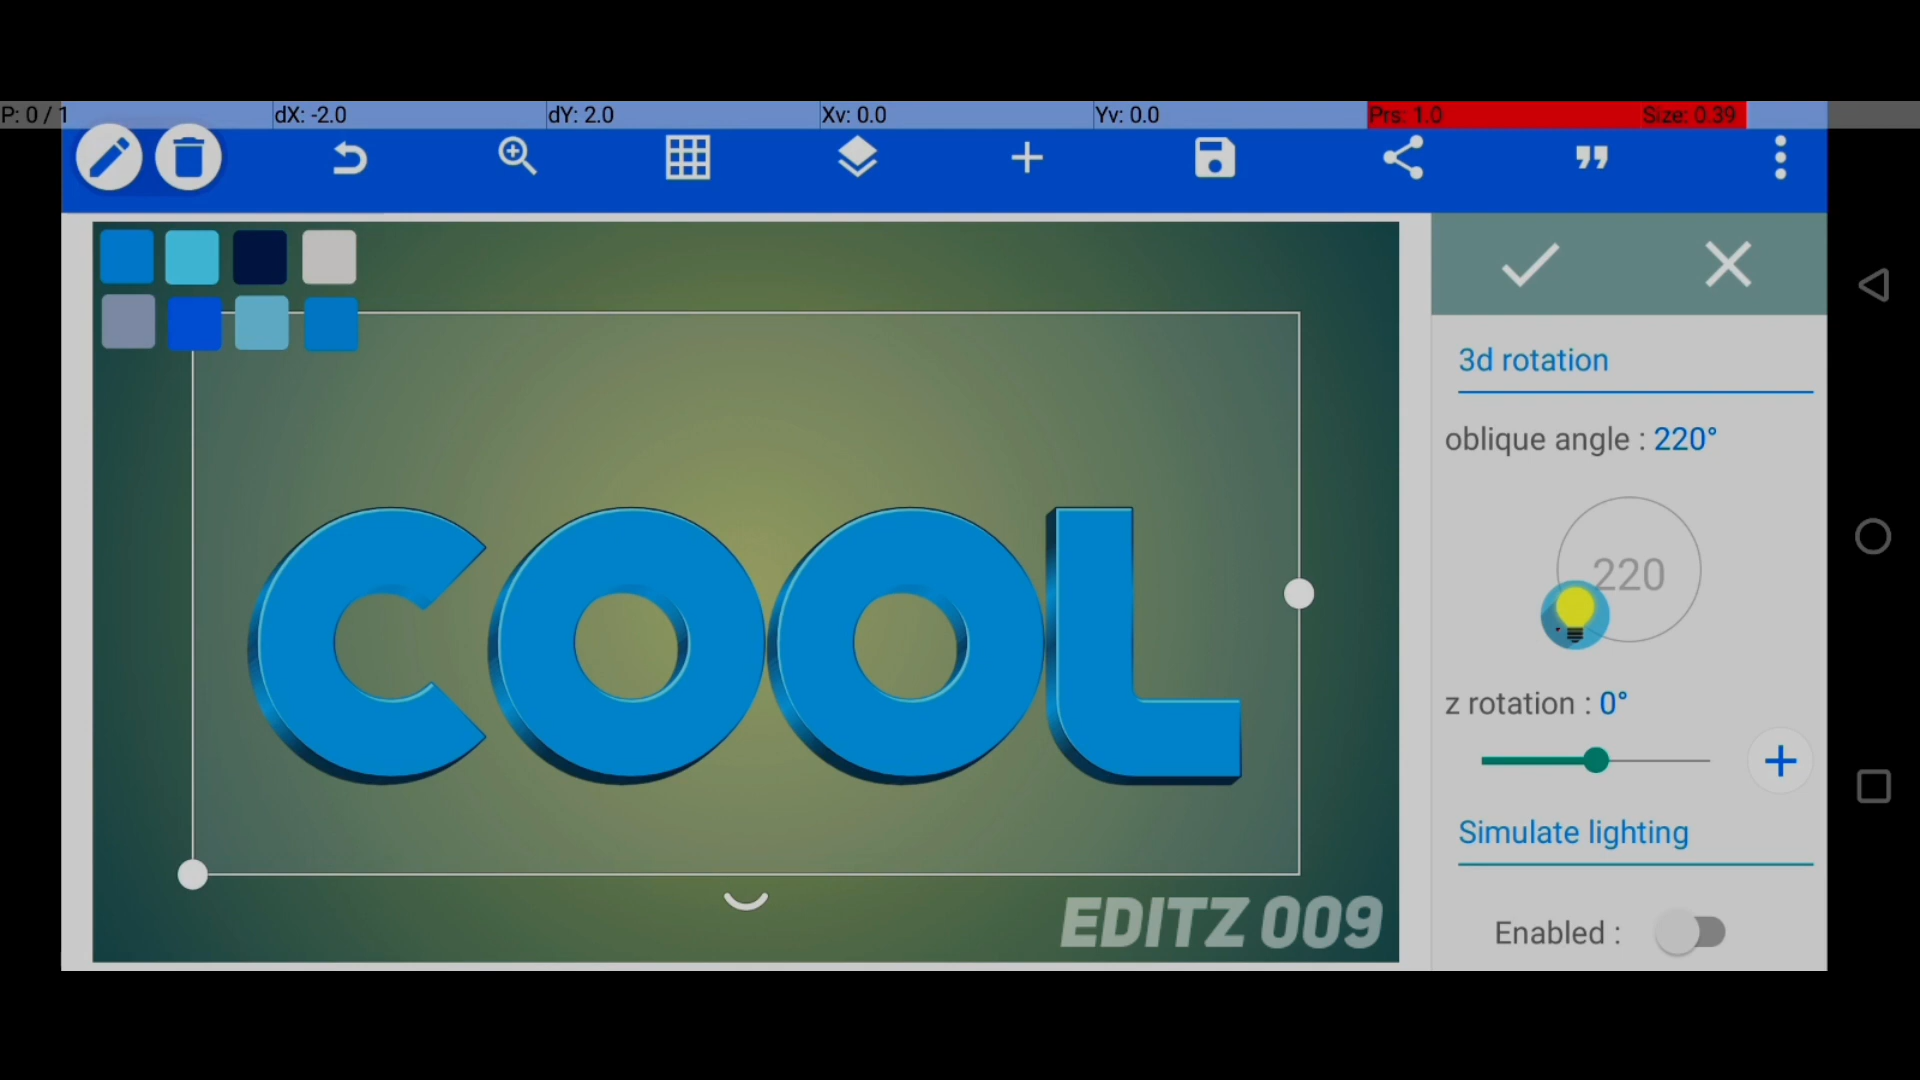 P: 0 / 1 dX: -2.0 dY: 2.0 Xv: 0.0 Yv: 0.0 Prs: 1.0 Size: 0.39
3d rotation
oblique angle : 220°
220
z rotation : 0°
Simulate lighting
Enabled :
COOL
EDITZ 009